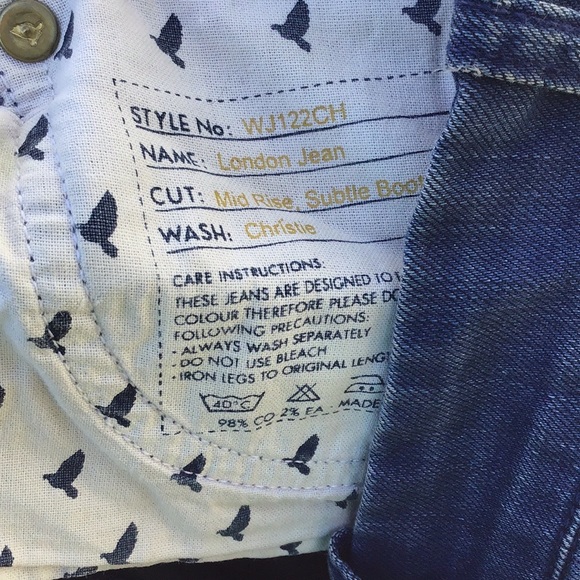 STYLE No: WJ122CH
NAME: London Jean
CUT: Mid Rise, Subtle Boot
WASH: Christie
CARE INSTRUCTIONS:
THESE JEANS ARE DESIGNED TO
COLOUR THEREFORE PLEASE
FOLLOWING PRECAUTIONS:
- ALWAYS WASH SEPARATELY
- DO NOT USE BLEACH
- IRON LEGS TO ORIGINAL
40°C
98% CO 2% EA MADE